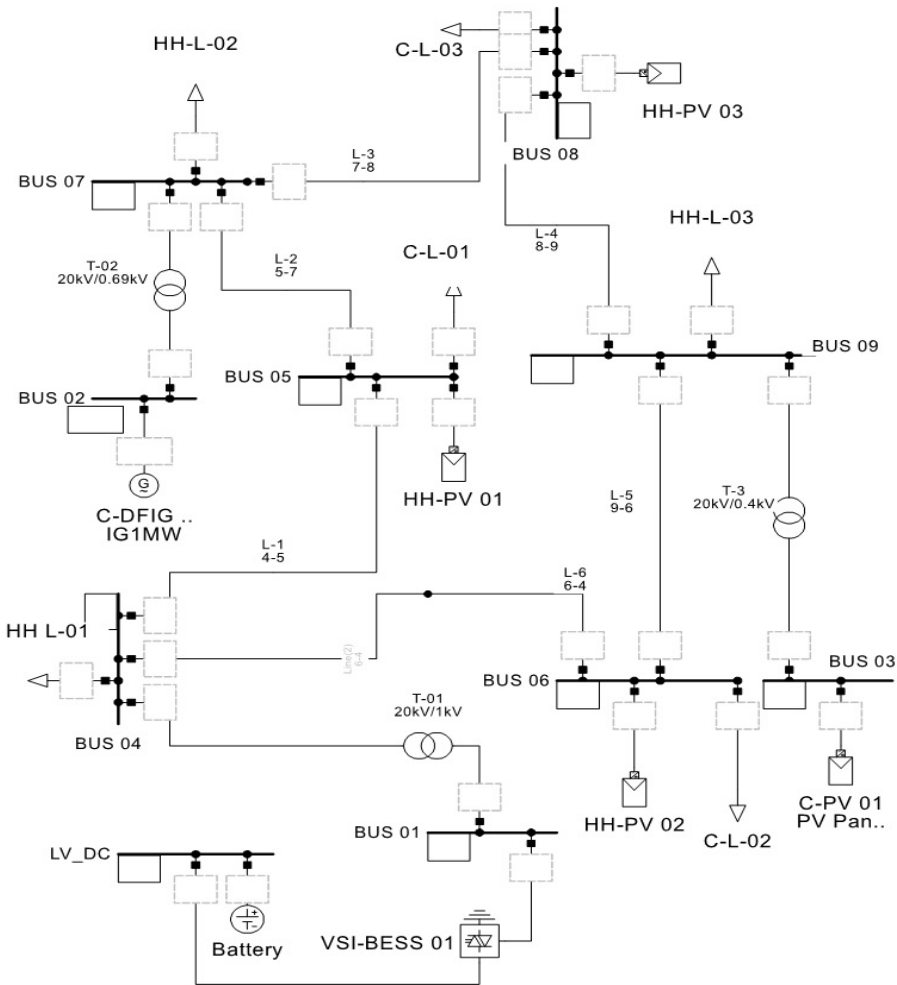 HH-L-02
C-L-03
HH-PV 03
BUS 08
L-3
7-8
BUS 07
HH-L-03
L-4
8-9
C-L-01
L-2
5-7
T-02
20kV/0.69kV
BUS 09
BUS 05
BUS 02
G
~
HH-PV 01
L-5
9-6
T-3
20kV/0.4kV
C-DFIG ..
IG1MW
L-1
4-5
L-6
6-4
HH L-01
Line(2)
6-4
BUS 06
BUS 03
T-01
20kV/1kV
BUS 04
HH-PV 02
C-PV 01
PV Pan..
C-L-02
BUS 01
LV_DC
Battery
VSI-BESS 01